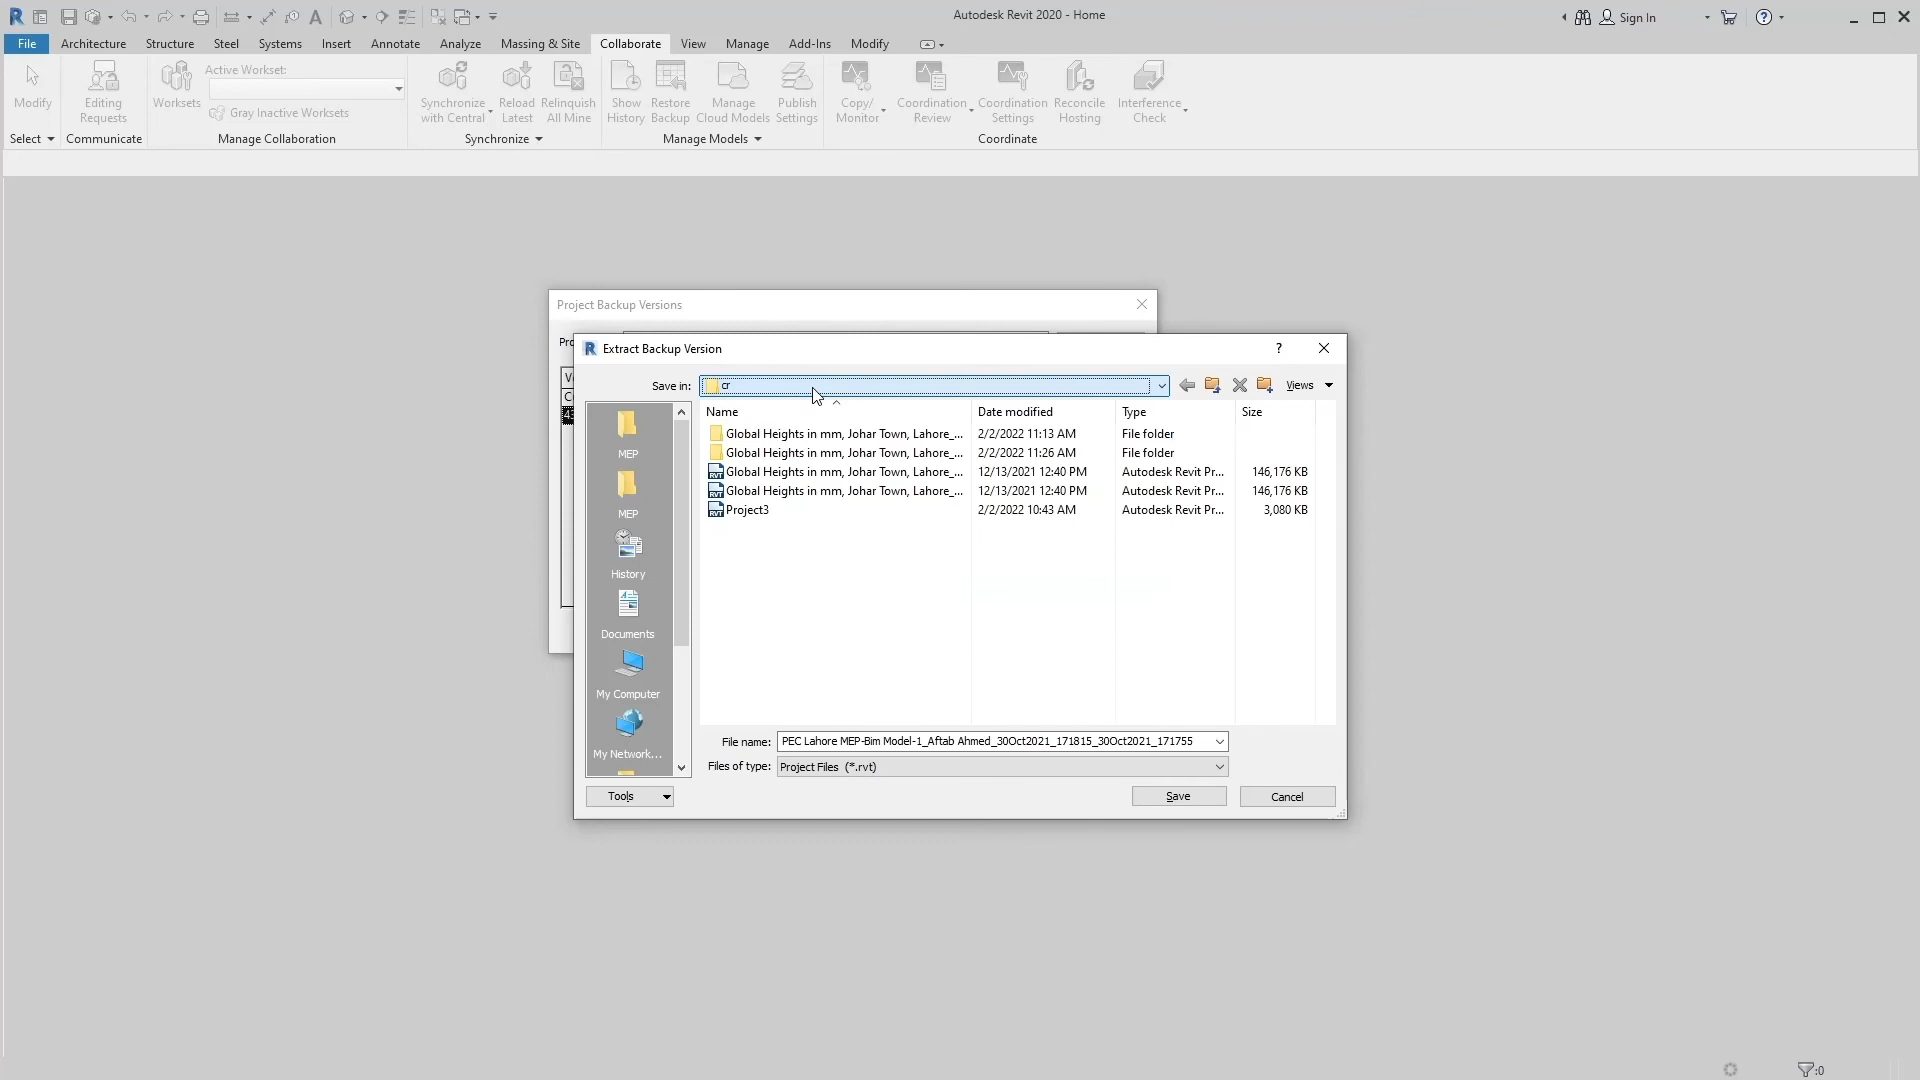 Autodesk Revit 2020 - Home
Sign In
File Architecture Structure Steel Systems Insert Annotate Analyze Massing & Site Collaborate View Manage Add-Ins Modify
Modify
Editing Requests
Worksets
Active Workset:
Gray Inactive Worksets
Synchronize with Central
Reload Latest
Relinquish All Mine
Show History
Restore Backup
Manage Cloud Models
Publish Settings
Copy/ Monitor
Coordination Review
Coordination Settings
Reconcile Hosting
Interference Check
Select Communicate Manage Collaboration Synchronize Manage Models Coordinate
Project Backup Versions
Extract Backup Version
?
Save in: cr
Views
Name Date modified Type Size
Global Heights in mm, Johar Town, Lahore_... 2/2/2022 11:13 AM File folder
Global Heights in mm, Johar Town, Lahore_... 2/2/2022 11:26 AM File folder
Global Heights in mm, Johar Town, Lahore_... 12/13/2021 12:40 PM Autodesk Revit Pr... 146,176 KB
Global Heights in mm, Johar Town, Lahore_... 12/13/2021 12:40 PM Autodesk Revit Pr... 146,176 KB
Project3 2/2/2022 10:43 AM Autodesk Revit Pr... 3,080 KB
MEP
MEP
History
Documents
My Computer
My Network...
File name: PEC Lahore MEP-Bim Model-1_Aftab Ahmed_30Oct2021_171815_30Oct2021_171755
Files of type: Project Files (*.rvt)
Tools
Save
Cancel
:0